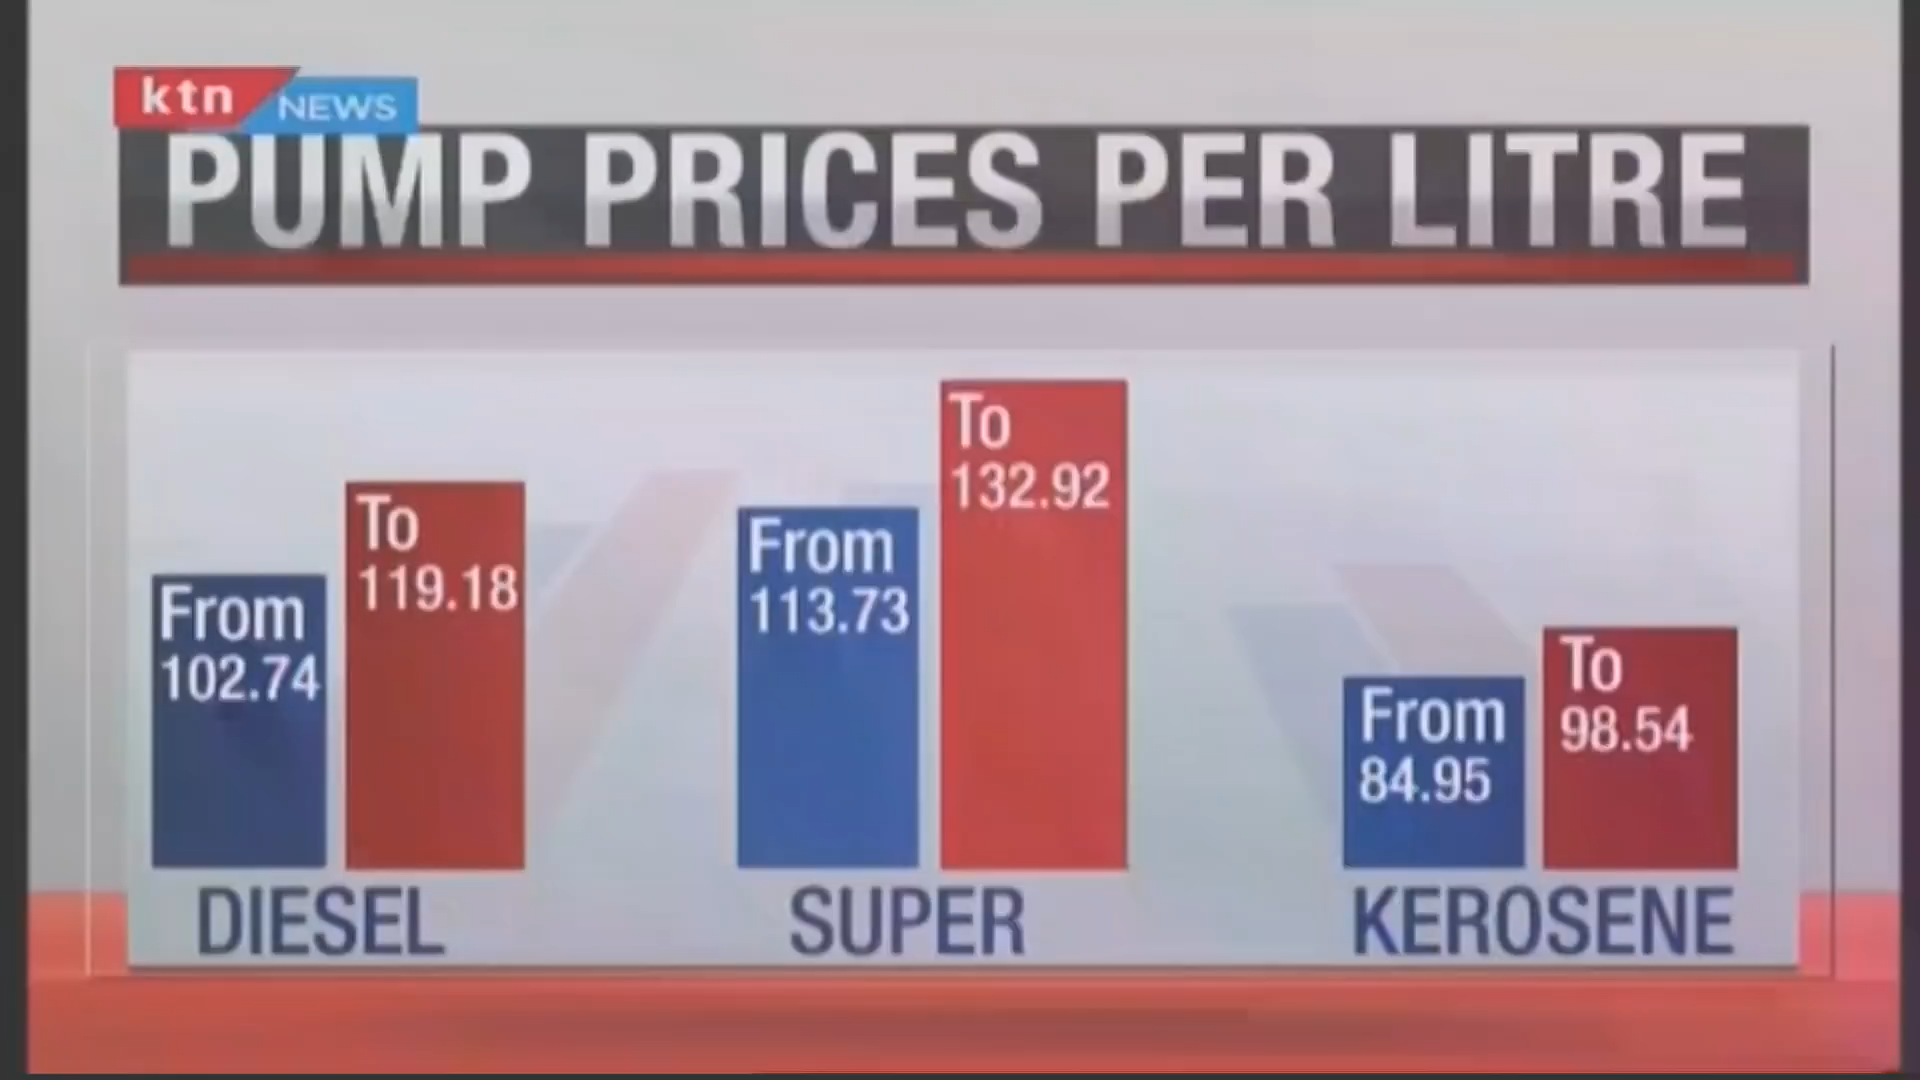 ktn NEWS
PUMP PRICES PER LITRE
From
102.74
To
119.18
From
113.73
To
132.92
From
84.95
To
98.54
DIESEL
SUPER
KEROSENE